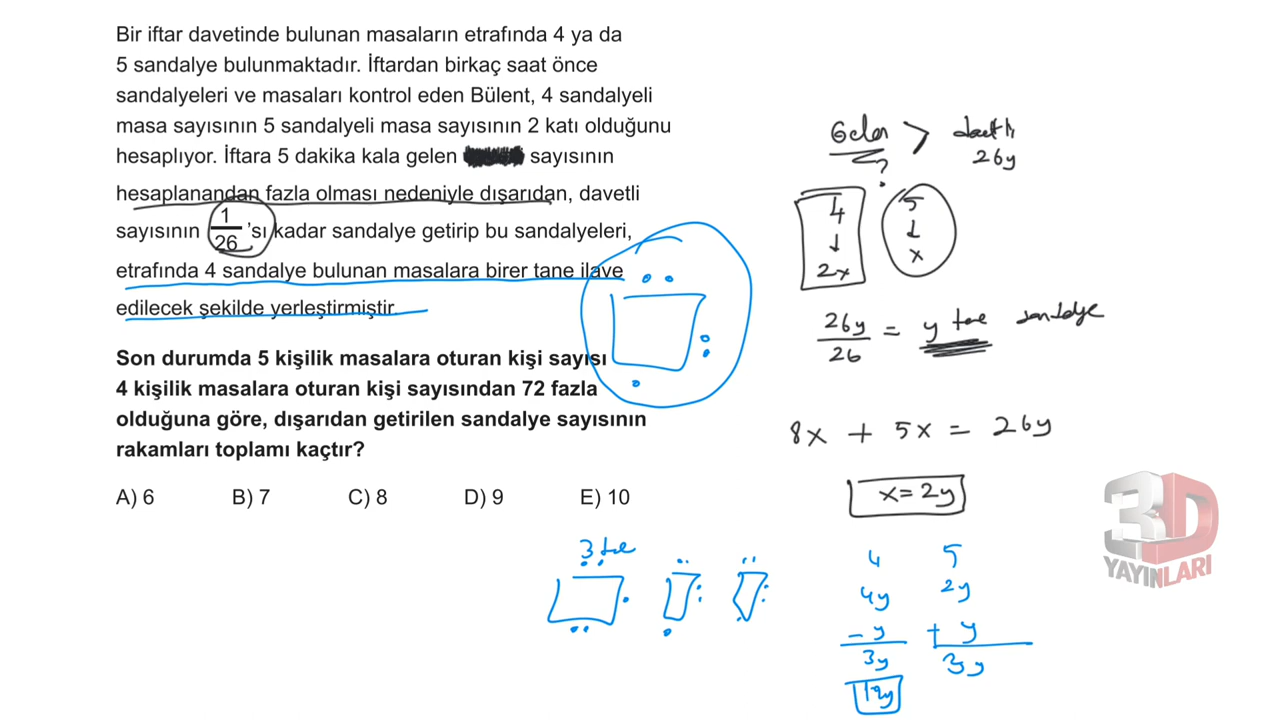 Bir iftar davetinde bulunan masaların etrafında 4 ya da
5 sandalye bulunmaktadır. İftardan birkaç saat önce
sandalyeleri ve masaları kontrol eden Bülent, 4 sandalyeli
masa sayısının 5 sandalyeli masa sayısının 2 katı olduğunu
hesaplıyor. İftara 5 dakika kala gelen sayısının
hesaplanandan fazla olması nedeniyle dışarıdan, davetli
sayısının 1/26 'sı kadar sandalye getirip bu sandalyeleri,
etrafında 4 sandalye bulunan masalara birer tane ilave
edilecek şekilde yerleştirmiştir.
Son durumda 5 kişilik masalara oturan kişi sayısı
4 kişilik masalara oturan kişi sayısından 72 fazla
olduğuna göre, dışarıdan getirilen sandalye sayısının
rakamları toplamı kaçtır?
A) 6 B) 7 C) 8 D) 9 E) 10
Gelen > davetli
? 26y
4 5
↓ ↓
2x x
26y/26 = y tane sandalye
8x + 5x = 26y
x = 2y
3 tane
4 5
4y 2y
- y + y
3y 3y
12y
3D
YAYINLARI